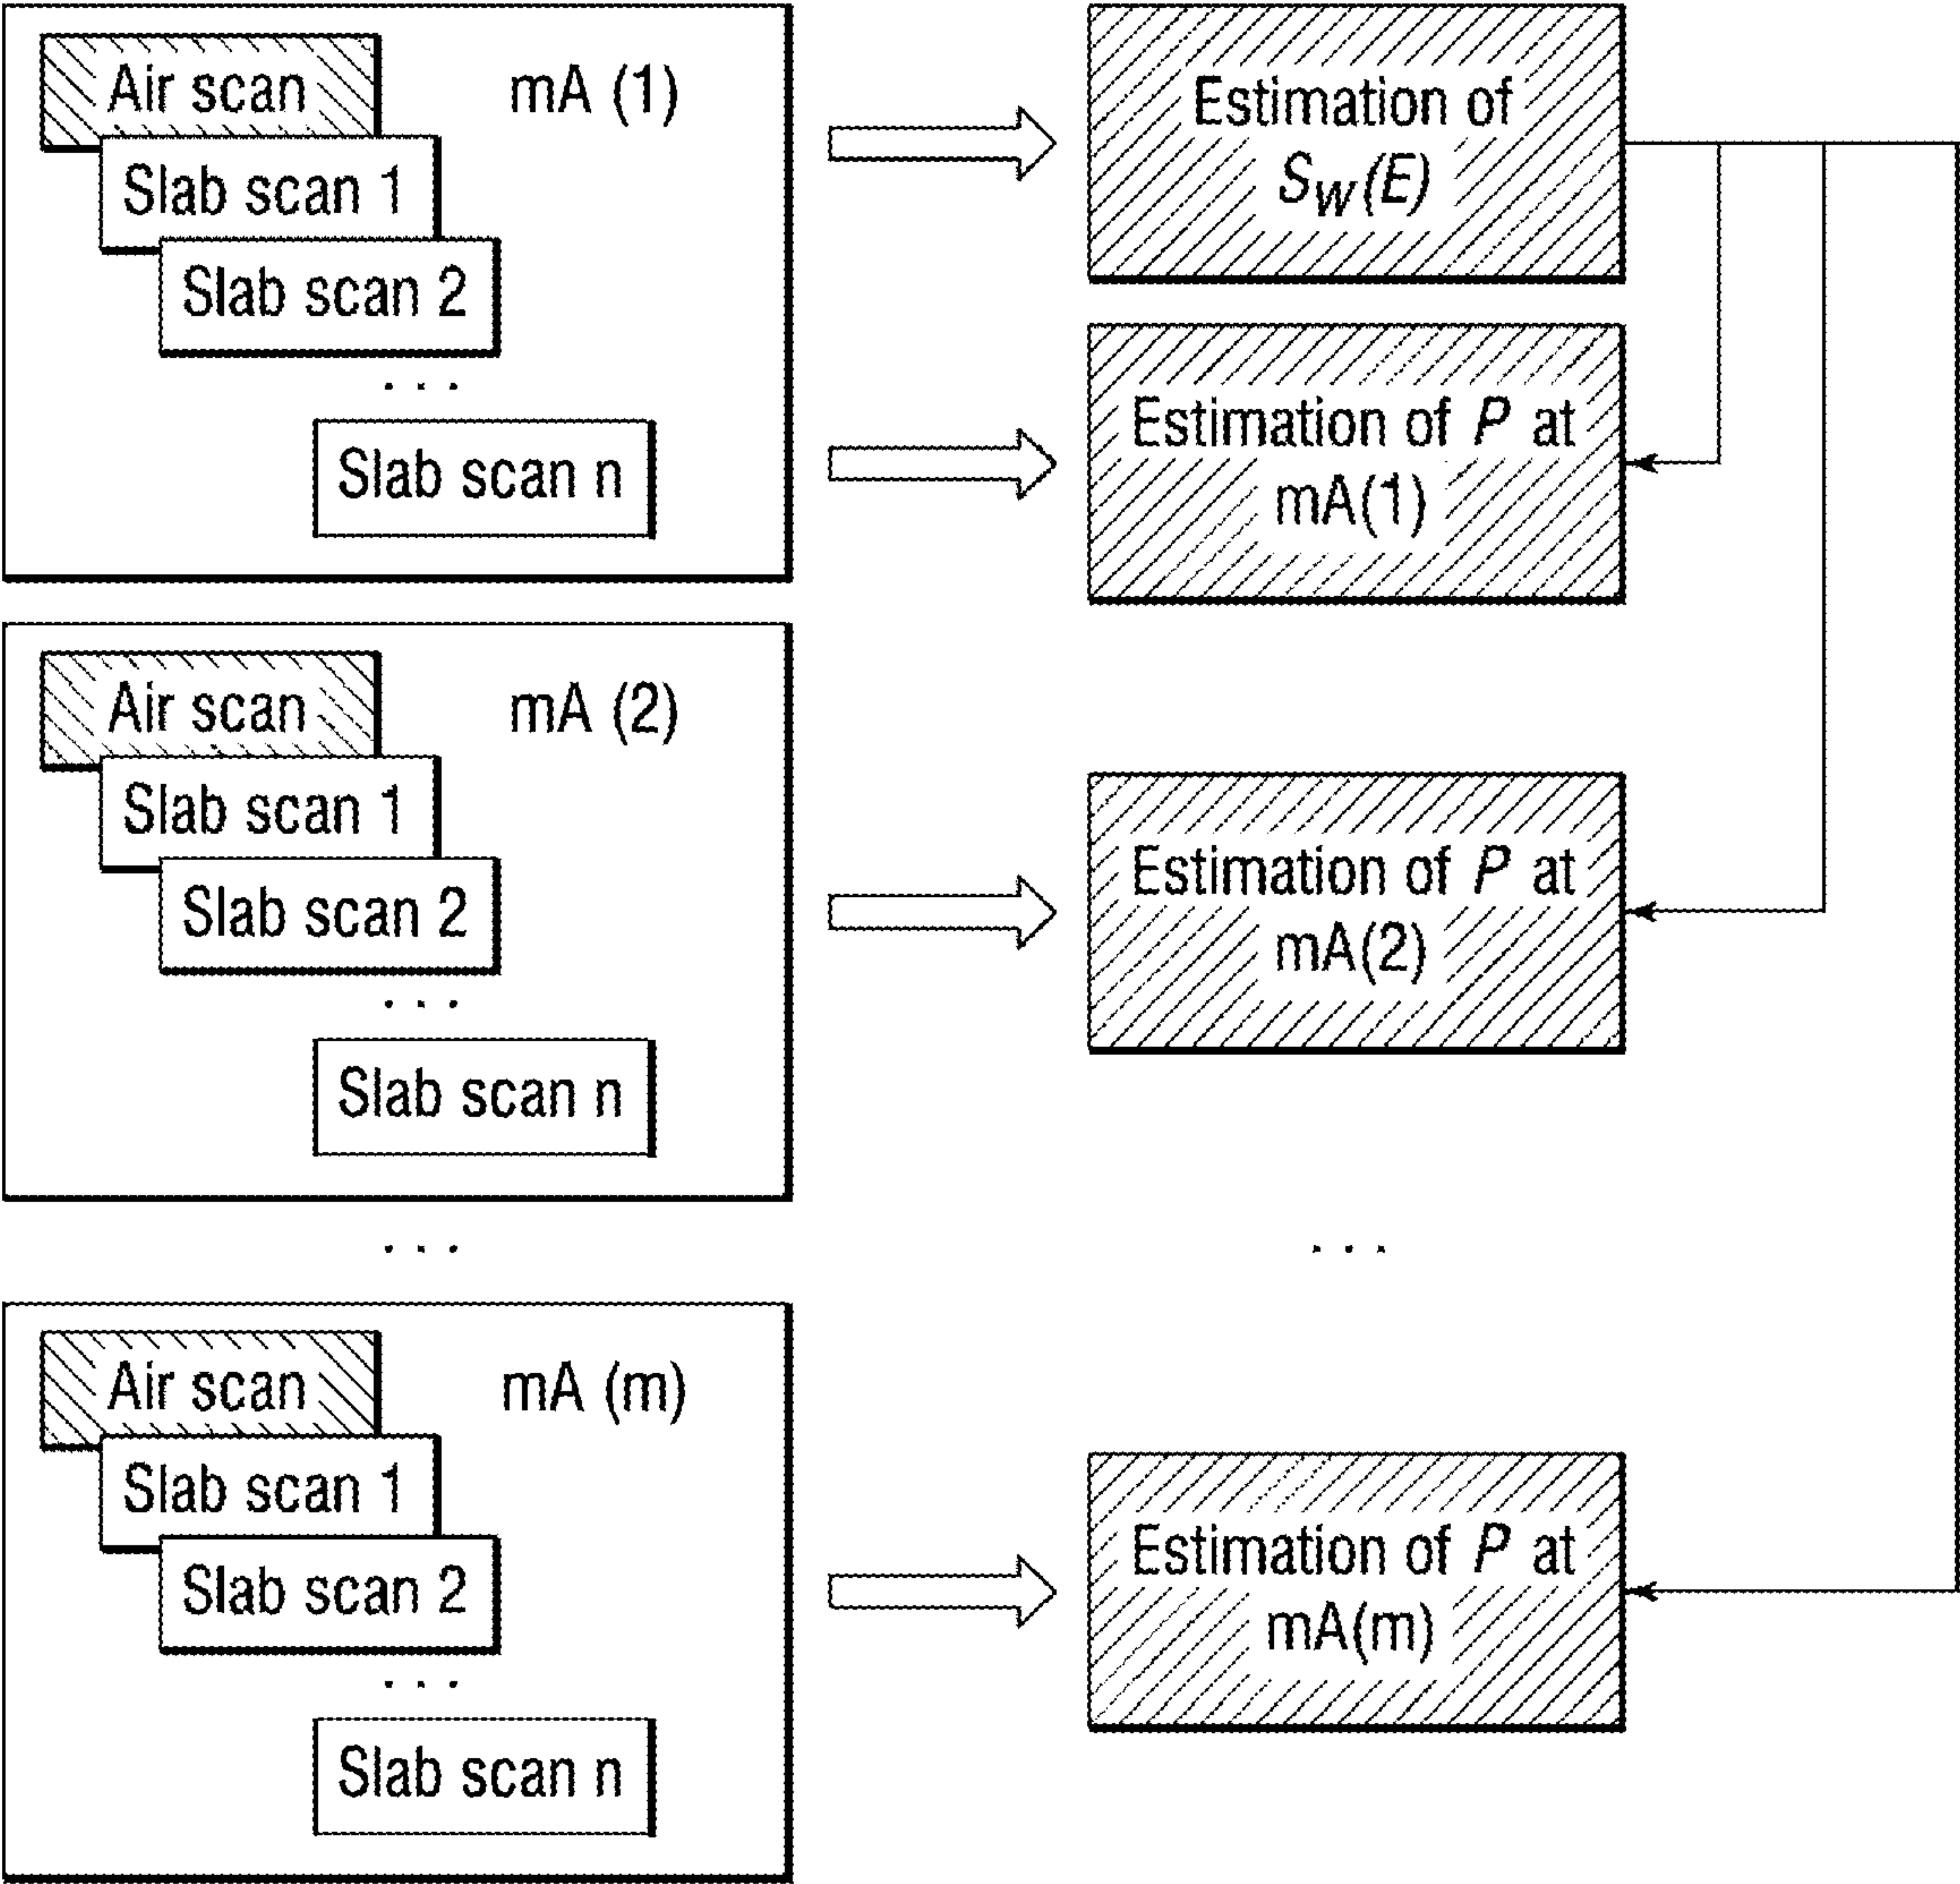 Air scan
mA (1)
Slab scan 1
Slab scan 2
. . .
Slab scan n
Estimation of
S_W(E)
Estimation of P at
mA(1)
Air scan
mA (2)
Slab scan 1
Slab scan 2
. . .
Slab scan n
Estimation of P at
mA(2)
. . .
. . .
Air scan
mA (m)
Slab scan 1
Slab scan 2
. . .
Slab scan n
Estimation of P at
mA(m)